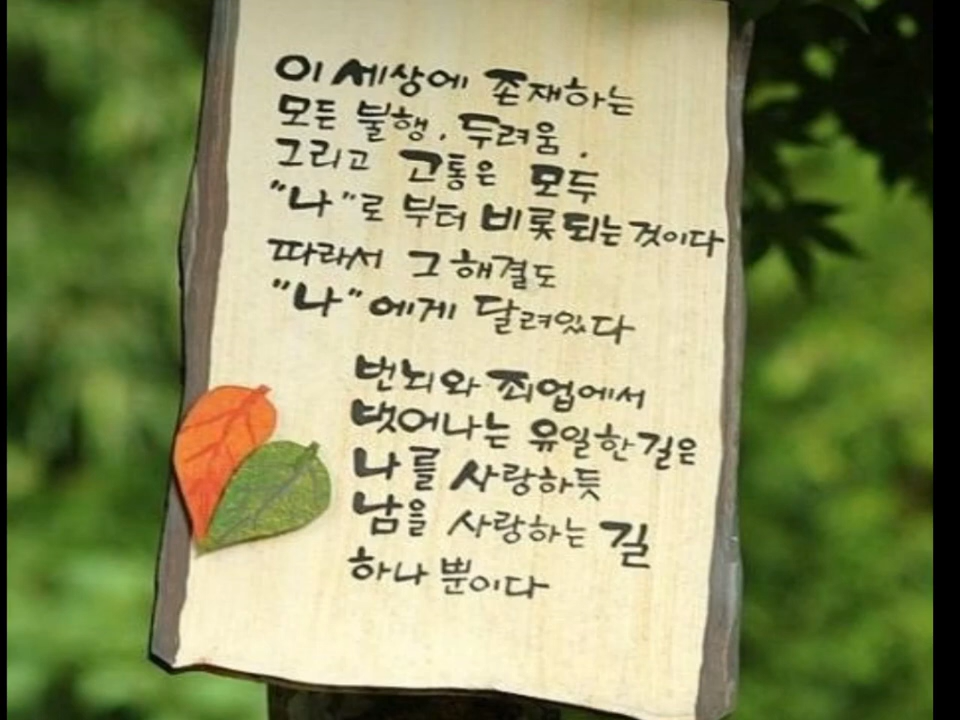 이 세상에 존재하는
모든 불행, 두려움,
그리고 고통은 모두
"나"로 부터 비롯되는것이다
따라서 그 해결도
"나"에게 달려있다
번뇌와 죄업에서
벗어나는 유일한길은
나를 사랑하듯
남을 사랑하는 길
하나 뿐이다